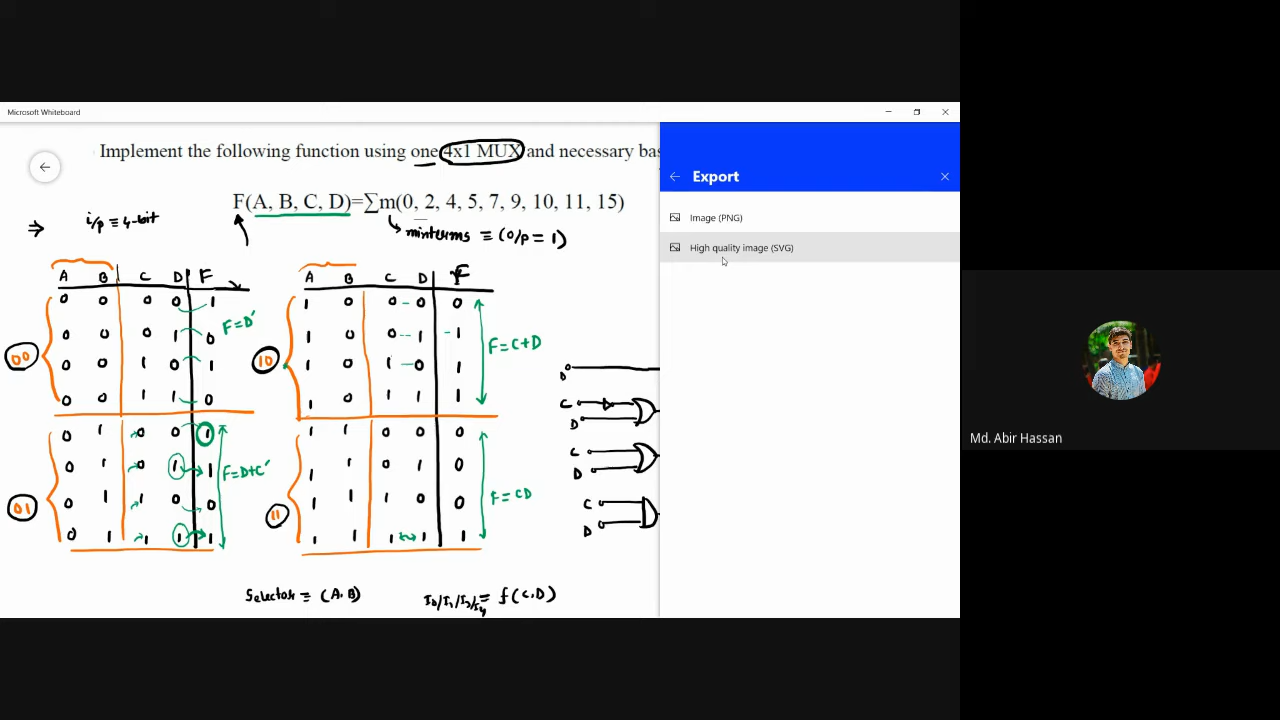 Microsoft Whiteboard
Implement the following function using one 4x1 MUX and necessary bas
F(A, B, C, D)=∑m(0, 2, 4, 5, 7, 9, 10, 11, 15)
⇒ i/p = 4-bit
minterms ≡ (O/p = 1)
A B C D F
0 0 0 0 1
0 0 0 1 0
0 0 1 0 1
0 0 1 1 0
00
F=D'
0 1 0 0 1
0 1 0 1 1
0 1 1 0 0
0 1 1 1 1
01
F=D+C'
A B C D F
1 0 0 0 0
1 0 0 1 1
1 0 1 0 1
1 0 1 1 1
10
F=C+D
1 1 0 0 0
1 1 0 1 0
1 1 1 0 0
1 1 1 1 1
11
F=CD
D
C
D
C
D
C
D
Selector = (A,B)
I0/I1/I2/I4 = f(C,D)
Export
Image (PNG)
High quality image (SVG)
Md. Abir Hassan